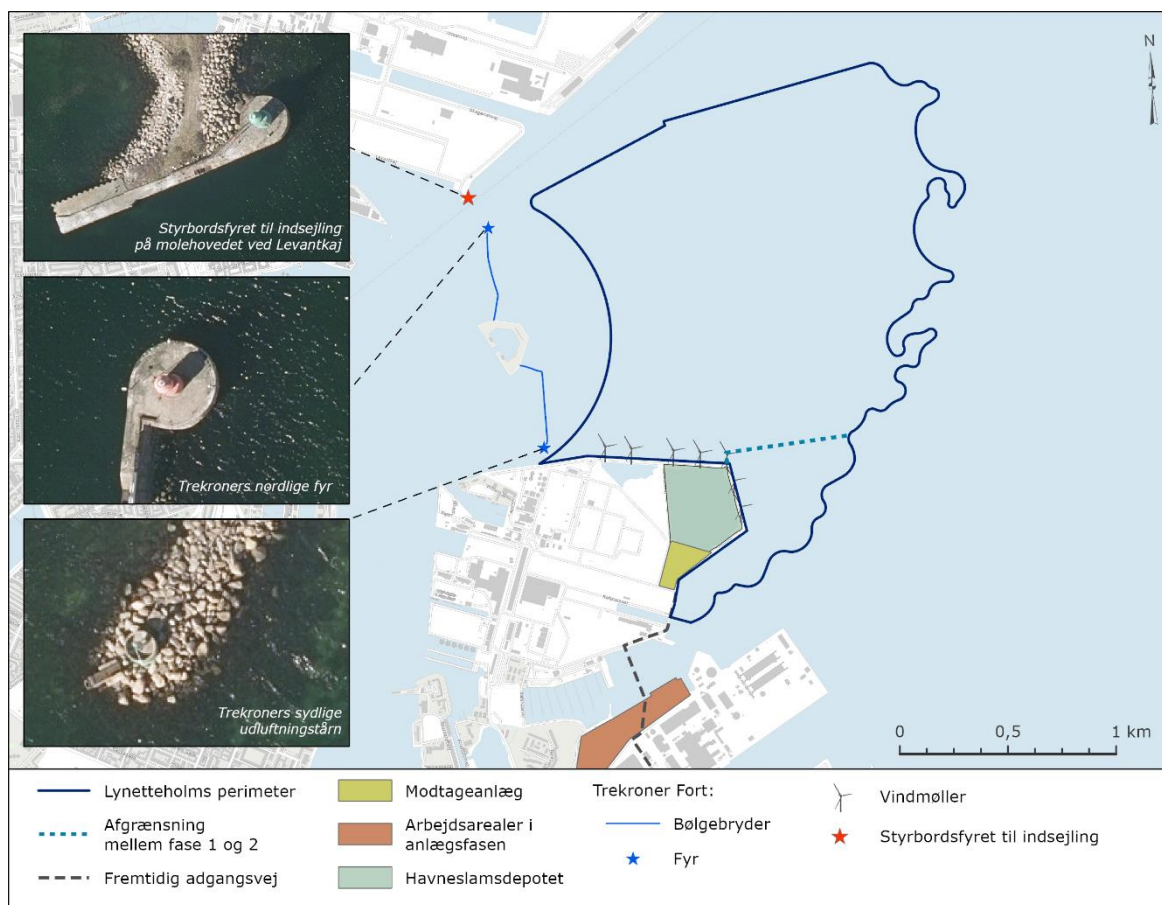 Styrbordsfyret til indsejling
på molehovedet ved Levantkaj
Trekroners nordlige fyr
Trekroners sydlige
udluftningstårn
N
0
0,5
1 km
Lynetteholms perimeter
Afgrænsning
mellem fase 1 og 2
Fremtidig adgangsvej
Modtageanlæg
Arbejdsarealer i
anlægsfasen
Havneslamsdepotet
Trekroner Fort:
Bølgebryder
Fyr
Vindmøller
Styrbordsfyret til indsejling